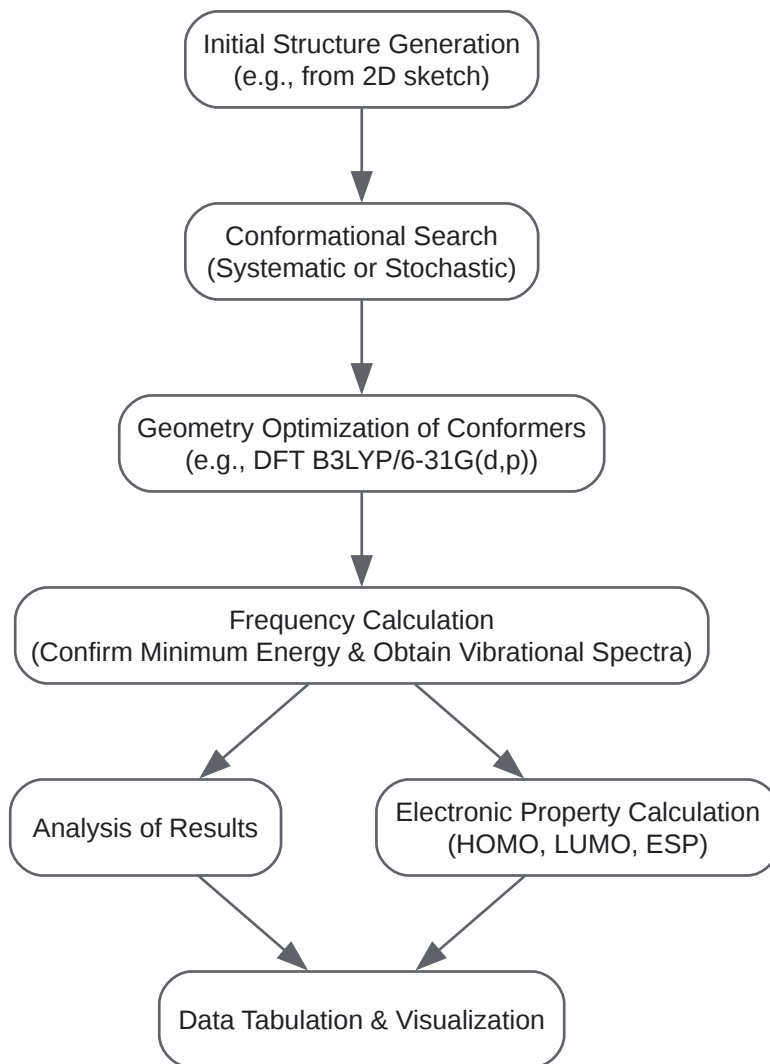 Initial Structure Generation
(e.g., from 2D sketch)
Conformational Search
(Systematic or Stochastic)
Geometry Optimization of Conformers
(e.g., DFT B3LYP/6-31G(d,p))
Frequency Calculation
(Confirm Minimum Energy & Obtain Vibrational Spectra)
Analysis of Results
Electronic Property Calculation
(HOMO, LUMO, ESP)
Data Tabulation & Visualization